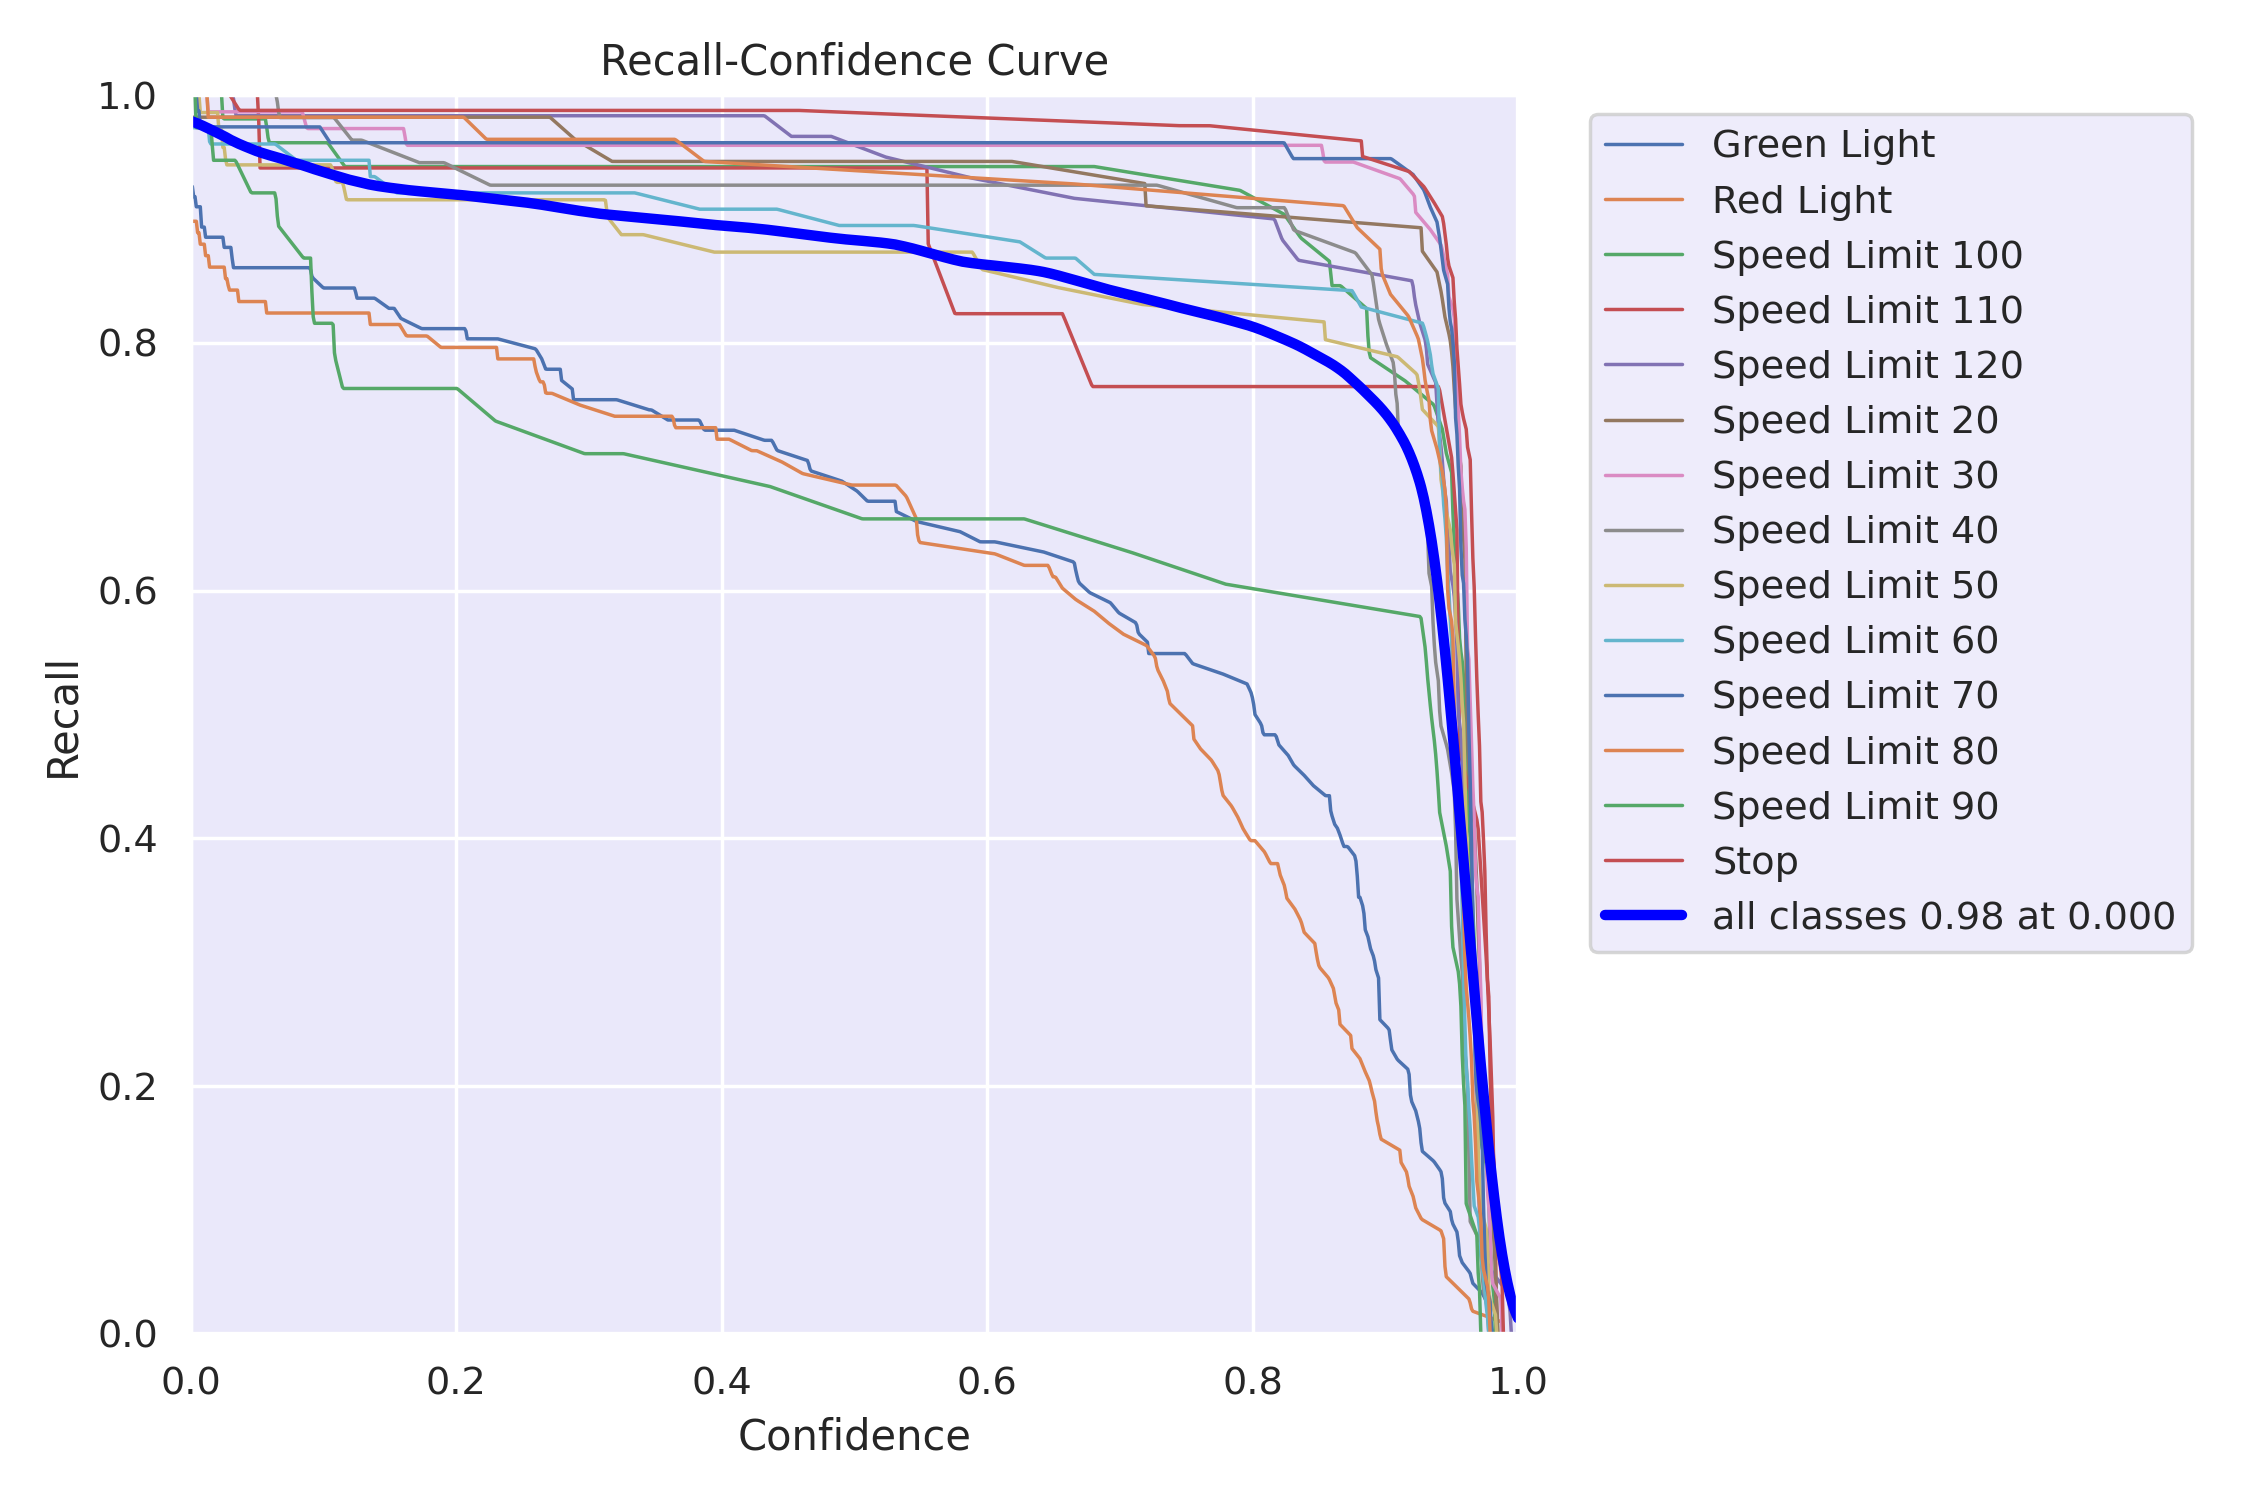 Recall-Confidence Curve
1.0
0.8
0.6
0.4
0.2
0.0
Recall
0.0 0.2 0.4 0.6 0.8 1.0
Confidence
Green Light
Red Light
Speed Limit 100
Speed Limit 110
Speed Limit 120
Speed Limit 20
Speed Limit 30
Speed Limit 40
Speed Limit 50
Speed Limit 60
Speed Limit 70
Speed Limit 80
Speed Limit 90
Stop
all classes 0.98 at 0.000